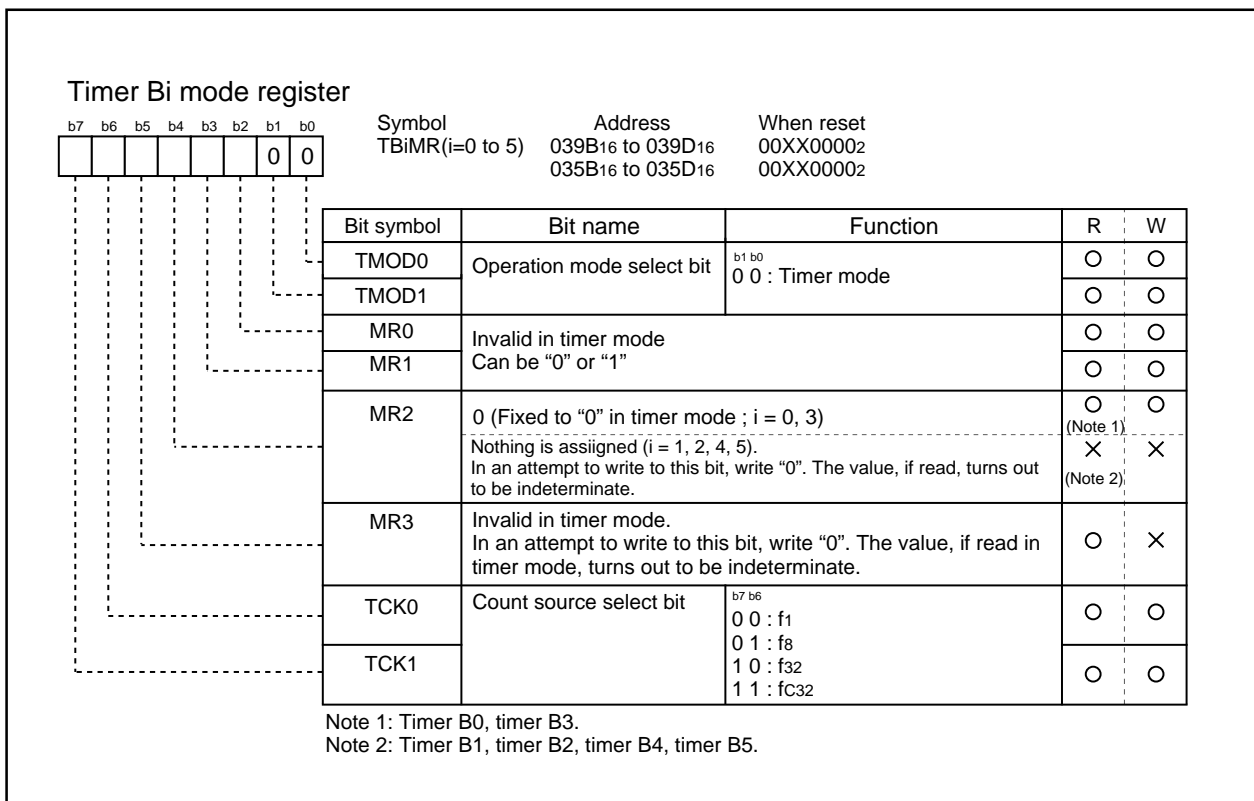 Timer Bi mode register
b7 b6 b5 b4 b3 b2 b1 b0
0 0
Symbol Address When reset
TBiMR(i=0 to 5) 039B16 to 039D16 00XX00002
035B16 to 035D16 00XX00002
Bit symbol Bit name Function R W
TMOD0 Operation mode select bit b1 b0
0 0 : Timer mode
TMOD1
MR0 Invalid in timer mode
MR1 Can be “0” or “1”
MR2 0 (Fixed to “0” in timer mode ; i = 0, 3)
(Note 1)
Nothing is assiigned (i = 1, 2, 4, 5).
In an attempt to write to this bit, write “0”. The value, if read, turns out
to be indeterminate.
(Note 2)
MR3 Invalid in timer mode.
In an attempt to write to this bit, write “0”. The value, if read in
timer mode, turns out to be indeterminate.
TCK0 Count source select bit b7 b6
0 0 : f1
0 1 : f8
TCK1 1 0 : f32
1 1 : fC32
Note 1: Timer B0, timer B3.
Note 2: Timer B1, timer B2, timer B4, timer B5.